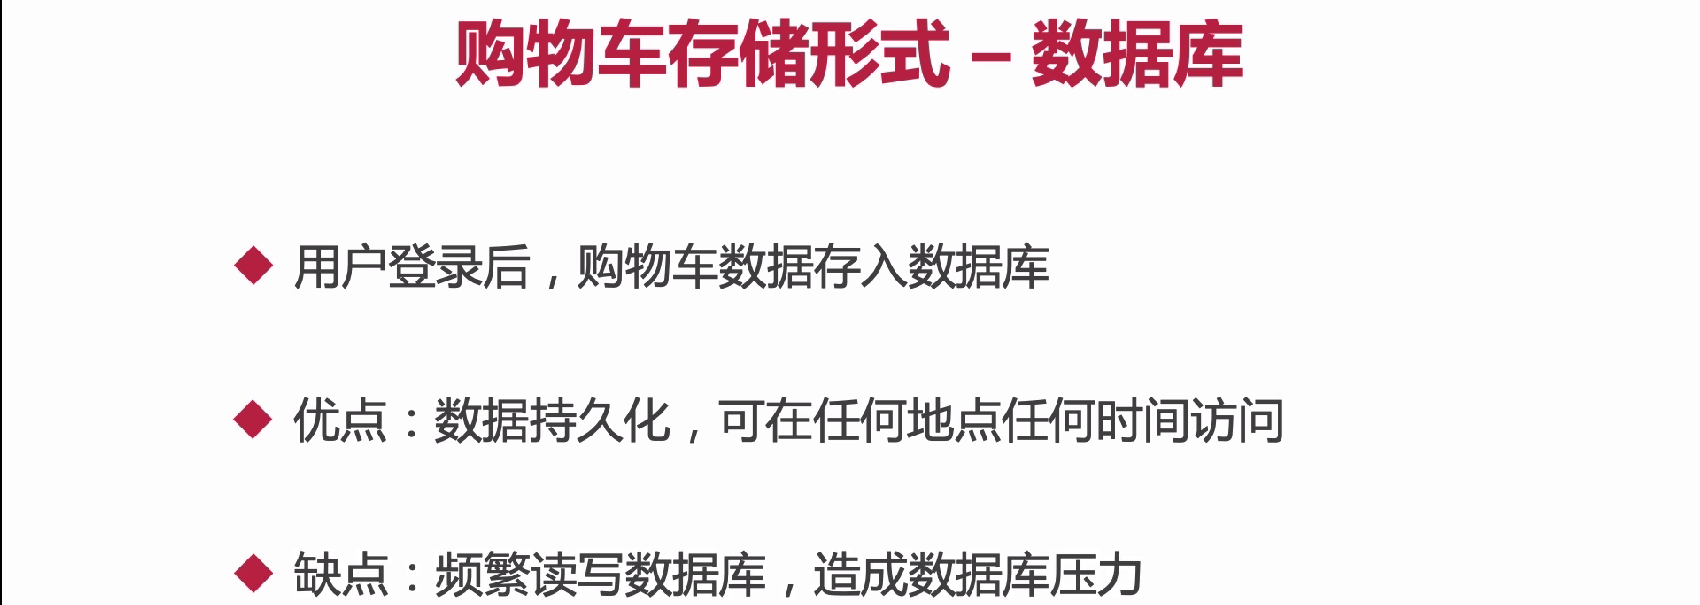 购物车存储形式 – 数据库
用户登录后，购物车数据存入数据库
优点：数据持久化，可在任何地点任何时间访问
缺点：频繁读写数据库，造成数据库压力